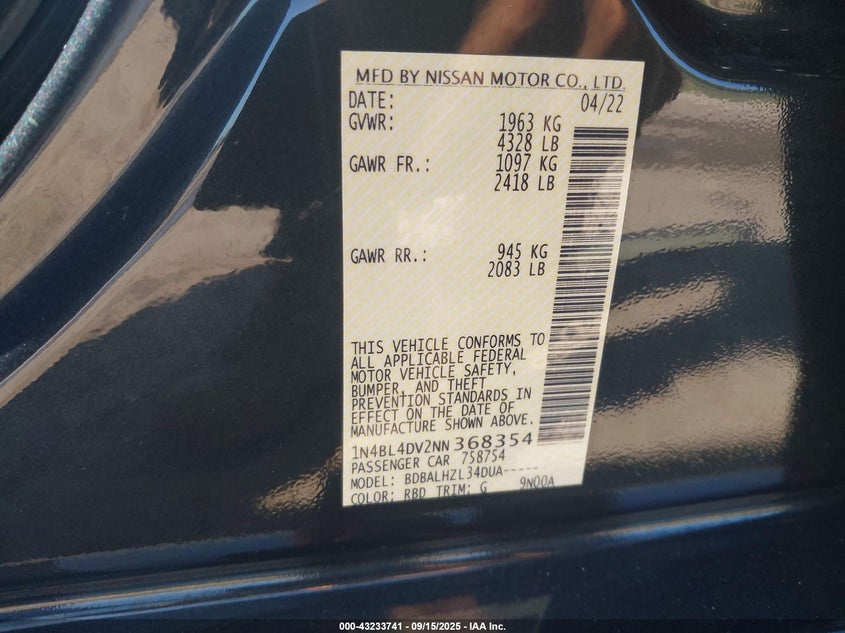 MFD BY NISSAN MOTOR CO., LTD.
DATE: 04/22
GVWR: 1963 KG
4328 LB
GAWR FR.: 1097 KG
2418 LB
GAWR RR.: 945 KG
2083 LB
THIS VEHICLE CONFORMS TO
ALL APPLICABLE FEDERAL
MOTOR VEHICLE SAFETY,
BUMPER, AND THEFT
PREVENTION STANDARDS IN
EFFECT ON THE DATE OF
MANUFACTURE SHOWN ABOVE.
1N4BL4DV2NN368354
PASSENGER CAR 758754
MODEL: BDBALHZL34DUA-----
COLOR: RBD TRIM: G 9N00A
000-43233741 - 09/15/2025 - IAA Inc.